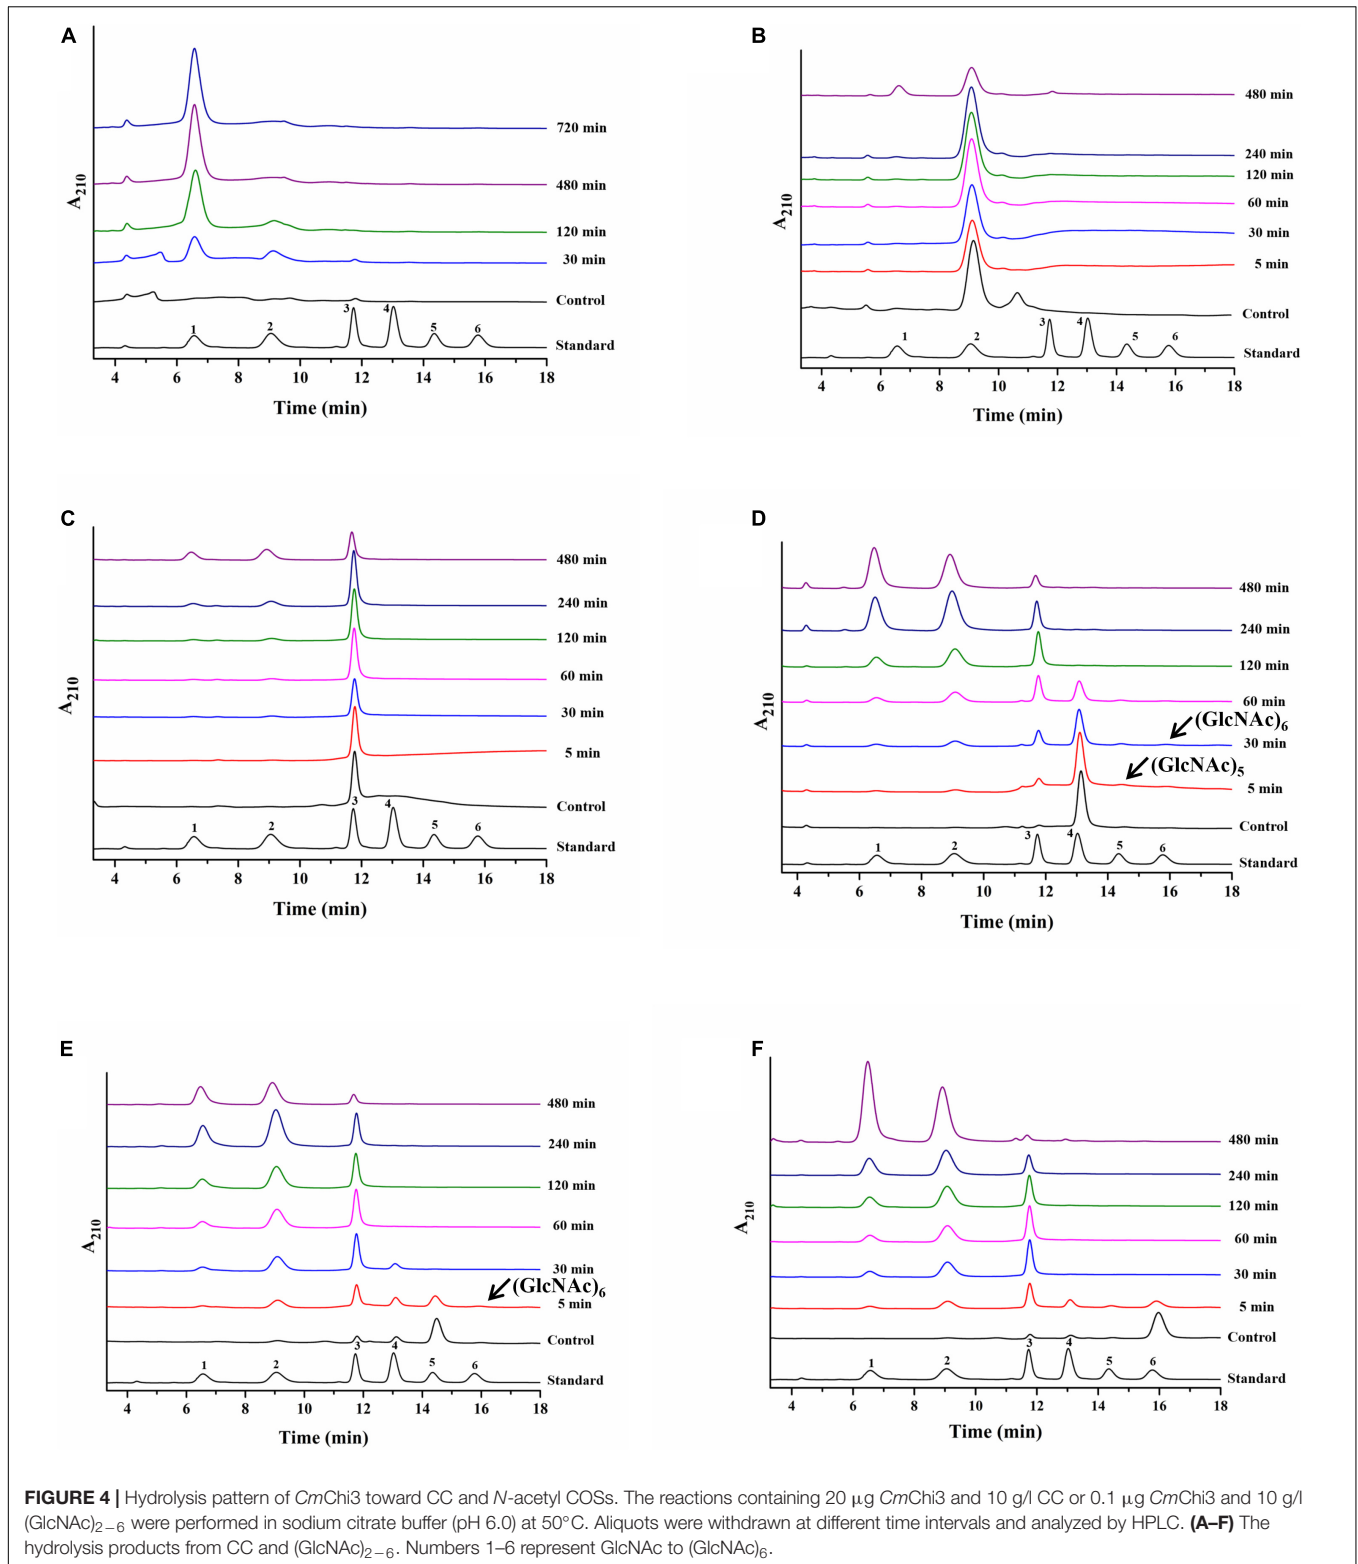 A
A210
720 min
480 min
120 min
30 min
Control
Standard
1 2 3 4 5 6
4 6 8 10 12 14 16 18
Time (min)
B
A210
480 min
240 min
120 min
60 min
30 min
5 min
Control
Standard
1 2 3 4 5 6
4 6 8 10 12 14 16 18
Time (min)
C
A210
480 min
240 min
120 min
60 min
30 min
5 min
Control
Standard
1 2 3 4 5 6
4 6 8 10 12 14 16 18
Time (min)
D
A210
480 min
240 min
120 min
60 min
(GlcNAc)6
30 min
(GlcNAc)5
5 min
Control
Standard
1 2 3 4 5 6
4 6 8 10 12 14 16 18
Time (min)
E
A210
480 min
240 min
120 min
60 min
30 min
(GlcNAc)6
5 min
Control
Standard
1 2 3 4 5 6
4 6 8 10 12 14 16 18
Time (min)
F
A210
480 min
240 min
120 min
60 min
30 min
5 min
Control
Standard
1 2 3 4 5 6
4 6 8 10 12 14 16 18
Time (min)
FIGURE 4 | Hydrolysis pattern of CmChi3 toward CC and N-acetyl COSs. The reactions containing 20 μg CmChi3 and 10 g/l CC or 0.1 μg CmChi3 and 10 g/l
(GlcNAc)2−6 were performed in sodium citrate buffer (pH 6.0) at 50°C. Aliquots were withdrawn at different time intervals and analyzed by HPLC. (A–F) The
hydrolysis products from CC and (GlcNAc)2−6. Numbers 1–6 represent GlcNAc to (GlcNAc)6.